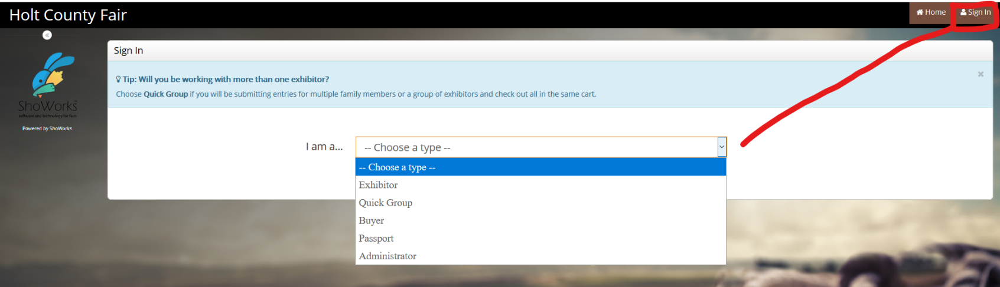 Holt County Fair
Home
Sign In
ShoWorks
software and technology for fairs
Powered by ShoWorks
Sign In
Tip: Will you be working with more than one exhibitor?
Choose Quick Group if you will be submitting entries for multiple family members or a group of exhibitors and check out all in the same cart.
I am a...
-- Choose a type --
-- Choose a type --
Exhibitor
Quick Group
Buyer
Passport
Administrator